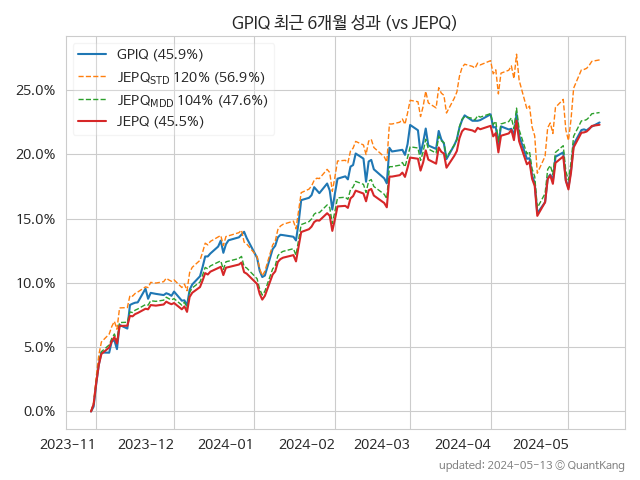 GPIQ 최근 6개월 성과 (vs JEPQ)
GPIQ (45.9%)
JEPQSTD 120% (56.9%)
JEPQMDD 104% (47.6%)
JEPQ (45.5%)
25.0%
20.0%
15.0%
10.0%
5.0%
0.0%
2023-11 2023-12 2024-01 2024-02 2024-03 2024-04 2024-05
updated: 2024-05-13 ⓒ QuantKang